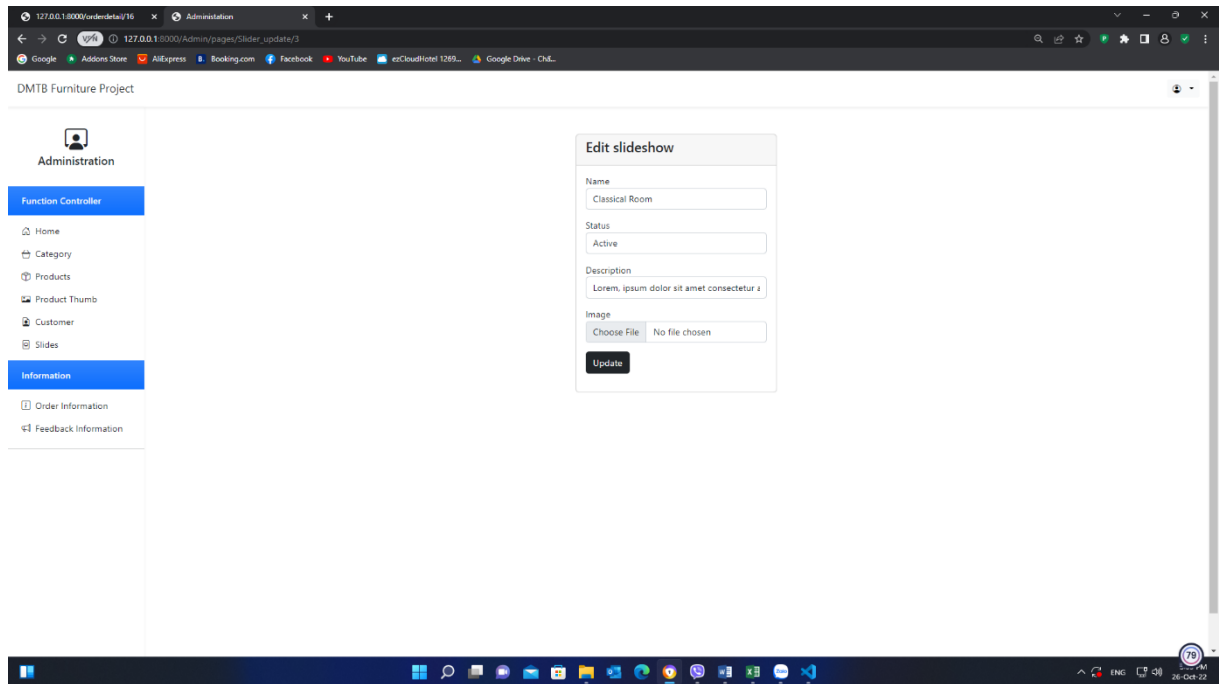 127.0.0.1:8000/orderdetail/16
Administation
VPN
127.0.0.1:8000/Admin/pages/Slider_update/3
Google
Addons Store
AliExpress
Booking.com
Facebook
YouTube
ezCloudHotel 1269...
Google Drive - Ch&...
DMTB Furniture Project
Administration
Function Controller
Home
Category
Products
Product Thumb
Customer
Slides
Information
Order Information
Feedback Information
Edit slideshow
Name
Classical Room
Status
Active
Description
Lorem, ipsum dolor sit amet consectetur a
Image
Choose File No file chosen
Update
79
ENG
PM
26-Oct-22